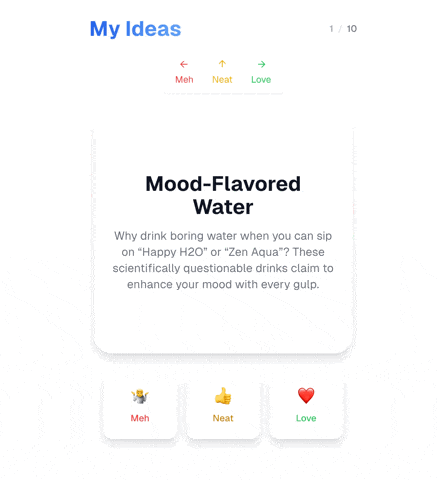 My Ideas
1 / 10
← ↑ →
Meh Neat Love
Mood-Flavored
Water
Why drink boring water when you can sip
on “Happy H2O” or “Zen Aqua”? These
scientifically questionable drinks claim to
enhance your mood with every gulp.
Meh Neat Love